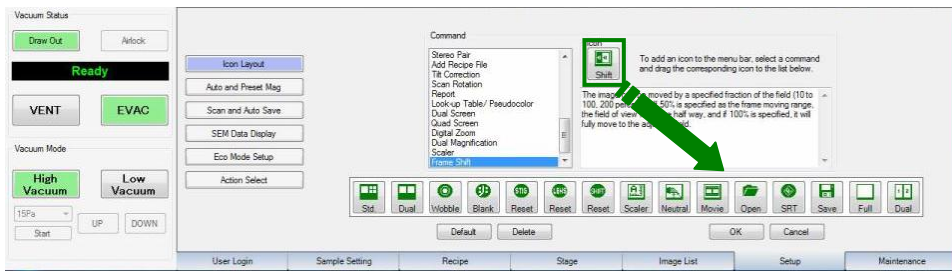 Vacuum Status
Draw Out
Airlock
Ready
VENT
EVAC
Vacuum Mode
High Vacuum
Low Vacuum
15Pa
Start
UP
DOWN
Icon Layout
Auto and Preset Mag
Scan and Auto Save
SEM Data Display
Eco Mode Setup
Action Select
Command
Stereo Pair
Add Recipe File
Tilt Correction
Scan Rotation
Report
Look-up Table/ Pseudocolor
Dual Screen
Quad Screen
Digital Zoom
Dual Magnification
Scaler
Frame Shift
Icon
Shift
To add an icon to the menu bar, select a command
and drag the corresponding icon to the list below.
The image moved by a specified fraction of the field (10 to
100, 200 50% is specified as the frame moving range,
the field of view half way, and if 100% is specified, it will
fully move to the
Std.
Dual
Wobble
Blank
STIG
Reset
LENS
Reset
SHIFT
Reset
Scaler
Neutral
Movie
Open
SRT
Save
Full
1 2
Dual
Default
Delete
OK
Cancel
User Login
Sample Setting
Recipe
Stage
Image List
Setup
Maintenance